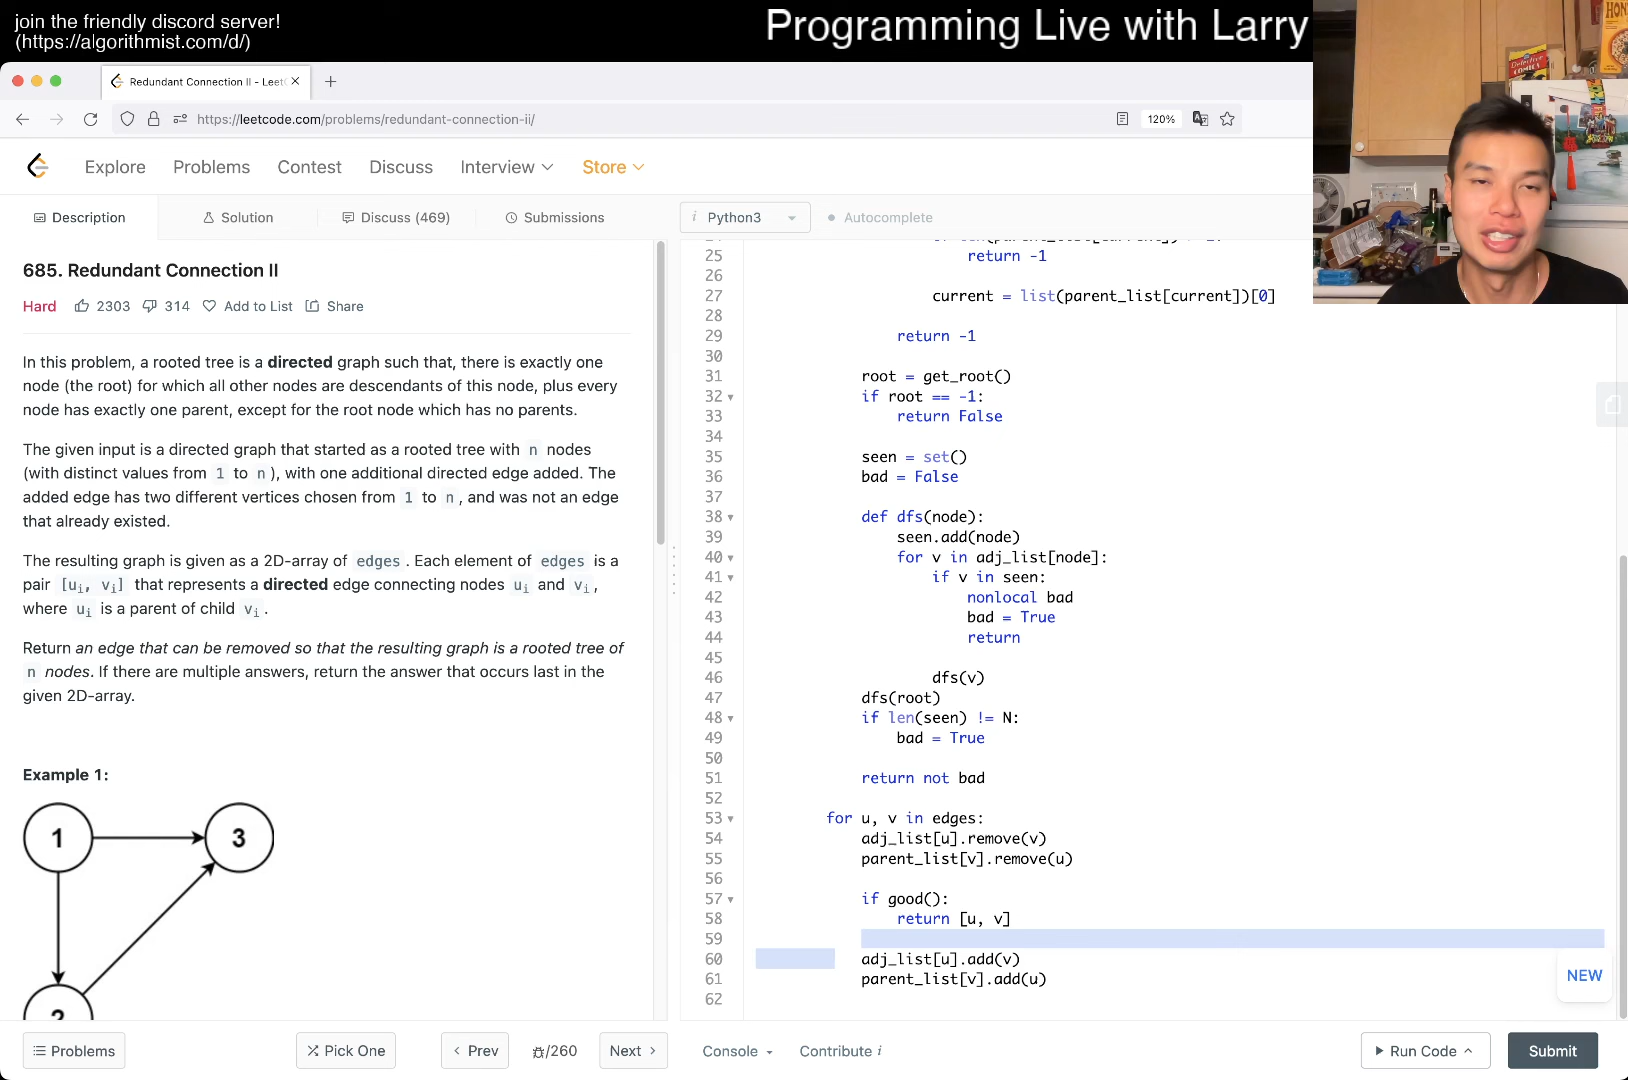 join the friendly discord server!
(https://algorithmist.com/d/)
Programming Live with Larry
Redundant Connection II - Leet
https://leetcode.com/problems/redundant-connection-ii/
120%
Explore Problems Contest Discuss Interview Store
Description Solution Discuss (469) Submissions
i Python3 Autocomplete
685. Redundant Connection II
Hard 2303 314 Add to List Share
In this problem, a rooted tree is a directed graph such that, there is exactly one
node (the root) for which all other nodes are descendants of this node, plus every
node has exactly one parent, except for the root node which has no parents.
The given input is a directed graph that started as a rooted tree with n nodes
(with distinct values from 1 to n), with one additional directed edge added. The
added edge has two different vertices chosen from 1 to n, and was not an edge
that already existed.
The resulting graph is given as a 2D-array of edges. Each element of edges is a
pair [ui, vi] that represents a directed edge connecting nodes ui and vi,
where ui is a parent of child vi.
Return an edge that can be removed so that the resulting graph is a rooted tree of
n nodes. If there are multiple answers, return the answer that occurs last in the
given 2D-array.
Example 1:
1 3
2
25 return -1
26
27 current = list(parent_list[current])[0]
28
29 return -1
30
31 root = get_root()
32 if root == -1:
33 return False
34
35 seen = set()
36 bad = False
37
38 def dfs(node):
39 seen.add(node)
40 for v in adj_list[node]:
41 if v in seen:
42 nonlocal bad
43 bad = True
44 return
45
46 dfs(v)
47 dfs(root)
48 if len(seen) != N:
49 bad = True
50
51 return not bad
52
53 for u, v in edges:
54 adj_list[u].remove(v)
55 parent_list[v].remove(u)
56
57 if good():
58 return [u, v]
59
60 adj_list[u].add(v)
61 parent_list[v].add(u)
62
NEW
Problems Pick One Prev /260 Next Console Contribute i Run Code Submit